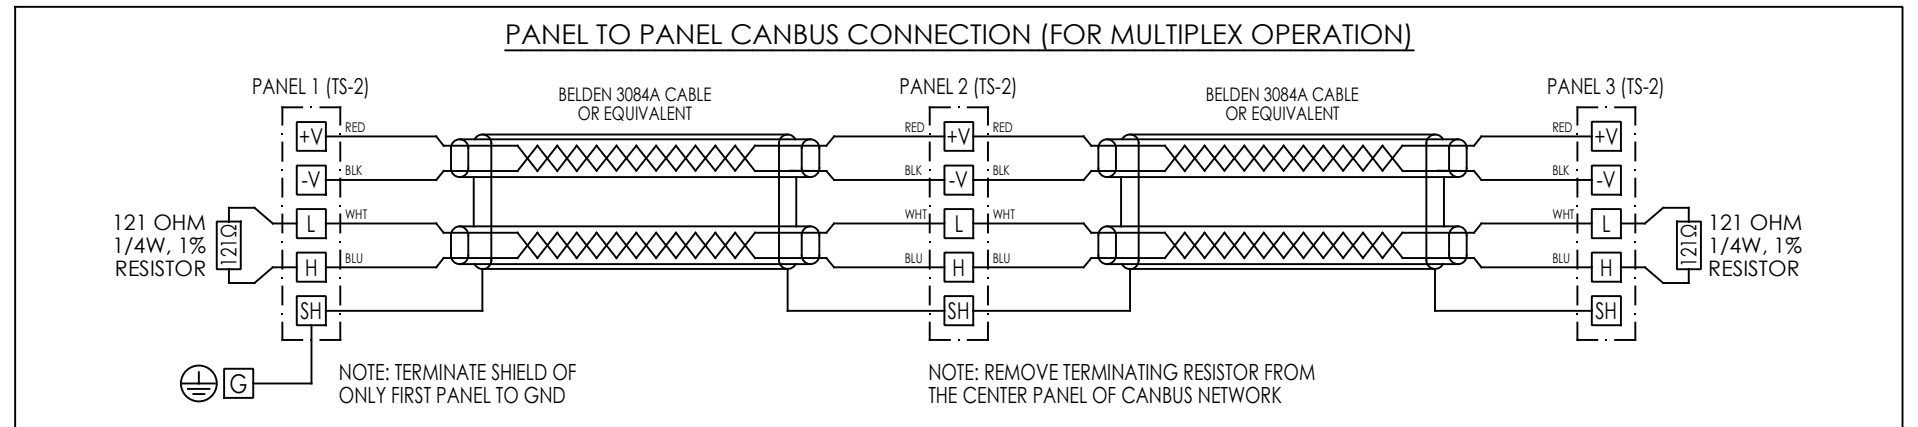 PANEL TO PANEL CANBUS CONNECTION (FOR MULTIPLEX OPERATION)
PANEL 1 (TS-2)
BELDEN 3084A CABLE
OR EQUIVALENT
PANEL 2 (TS-2)
BELDEN 3084A CABLE
OR EQUIVALENT
PANEL 3 (TS-2)
+V RED RED +V RED RED +V
-V BLK BLK -V BLK BLK -V
L WHT WHT L WHT WHT L
H BLU BLU H BLU BLU H
SH SH SH
121 OHM
1/4W, 1%
RESISTOR
121Ω
121Ω
121 OHM
1/4W, 1%
RESISTOR
G
NOTE: TERMINATE SHIELD OF
ONLY FIRST PANEL TO GND
NOTE: REMOVE TERMINATING RESISTOR FROM
THE CENTER PANEL OF CANBUS NETWORK